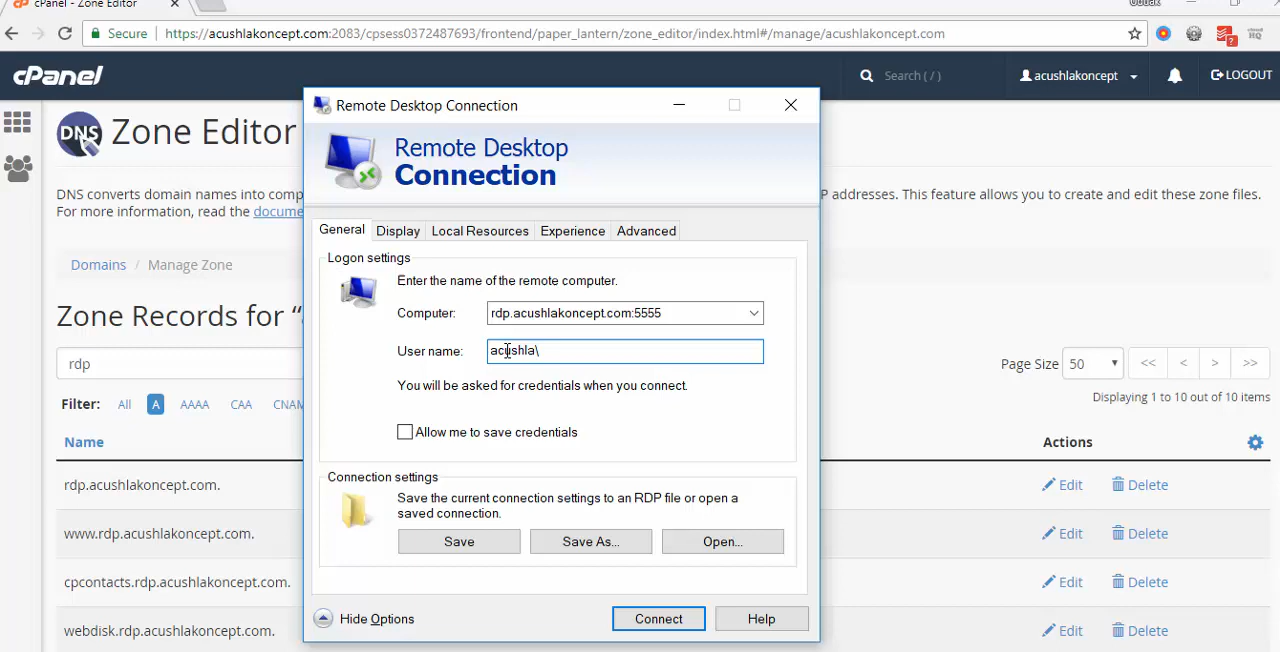 cPanel - Zone Editor
Secure https://acushlakoncept.com:2083/cpsess0372487693/frontend/paper_lantern/zone_editor/index.html#/manage/acushlakoncept.com
HQ
cPanel
Search ( / )
acushlakoncept
LOGOUT
DNS Zone Editor
DNS converts domain names into comp
P addresses. This feature allows you to create and edit these zone files.
For more information, read the docume
Domains / Manage Zone
Zone Records for “
rdp
Page Size 50 << < > >>
Displaying 1 to 10 out of 10 items
Filter: All A AAAA CAA CNAM
Name
Actions
rdp.acushlakoncept.com.
Edit Delete
www.rdp.acushlakoncept.com.
Edit Delete
cpcontacts.rdp.acushlakoncept.com.
Edit Delete
webdisk.rdp.acushlakoncept.com.
Edit Delete
Remote Desktop Connection
Remote Desktop
Connection
General Display Local Resources Experience Advanced
Logon settings
Enter the name of the remote computer.
Computer: rdp.acushlakoncept.com:5555
User name: acushla\
You will be asked for credentials when you connect.
Allow me to save credentials
Connection settings
Save the current connection settings to an RDP file or open a
saved connection.
Save Save As... Open...
Hide Options Connect Help